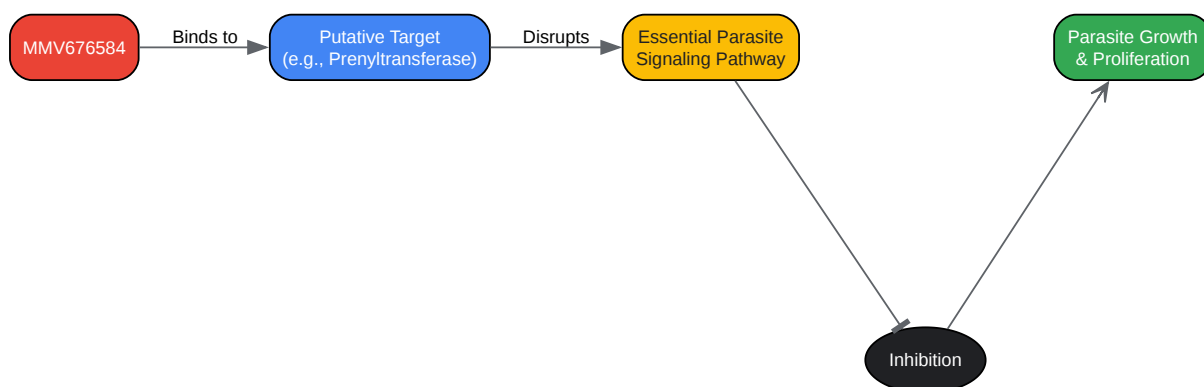 MMV676584
Binds to
Putative Target
(e.g., Prenyltransferase)
Disrupts
Essential Parasite
Signaling Pathway
Parasite Growth
& Proliferation
Inhibition